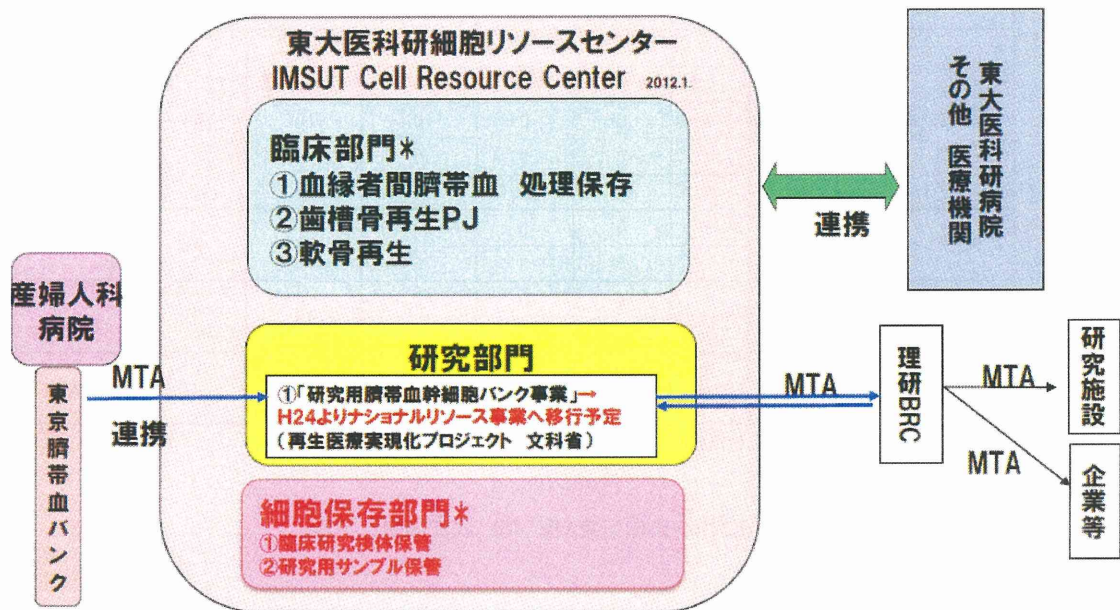 東大医科研細胞リソースセンター
IMSUT Cell Resource Center 2012.1.
臨床部門*
①血縁者間臍帯血 処理保存
②歯槽骨再生PJ
③軟骨再生
連携
東大医科研病院
その他 医療機関
産婦人科
病院
東京臍帯血バンク
MTA
連携
研究部門
①「研究用臍帯血幹細胞バンク事業」→
H24よりナショナルリソース事業へ移行予定
(再生医療実現化プロジェクト 文科省)
MTA
理研BRC
MTA
研究施設
MTA
企業等
細胞保存部門*
①臨床研究検体保管
②研究用サンプル保管